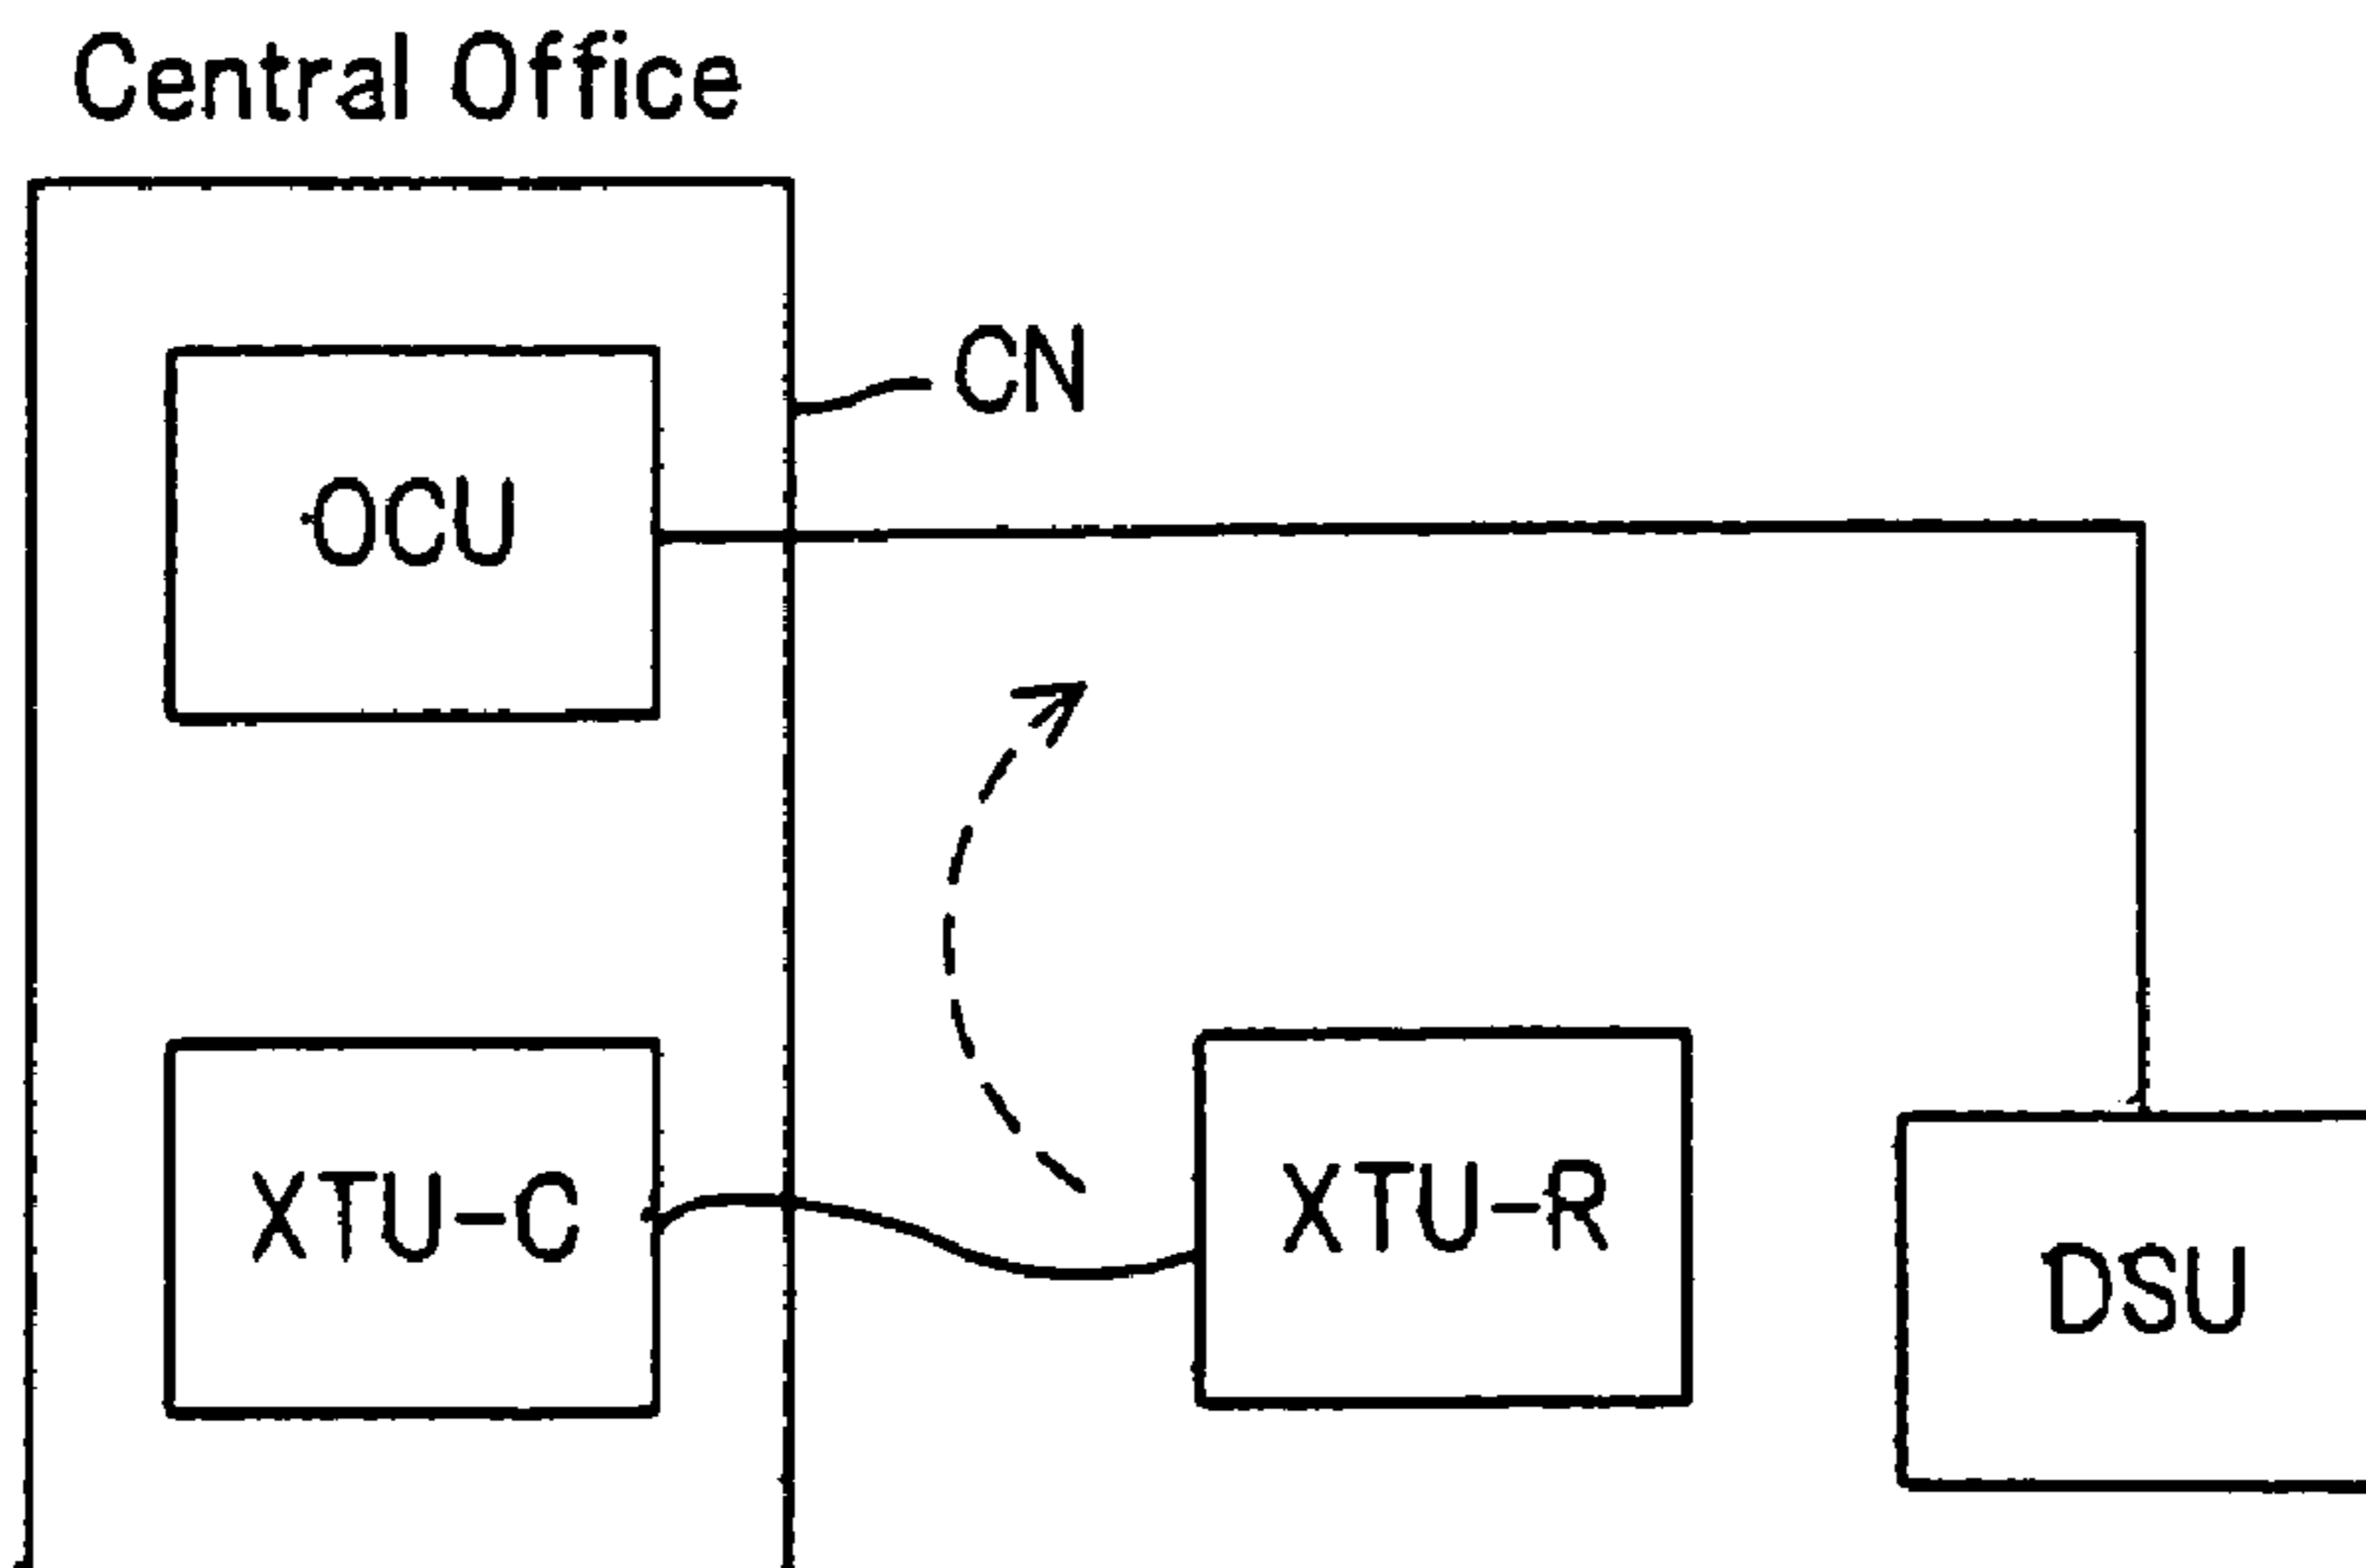 Central Office
CN
OCU
XTU-C
XTU-R
DSU